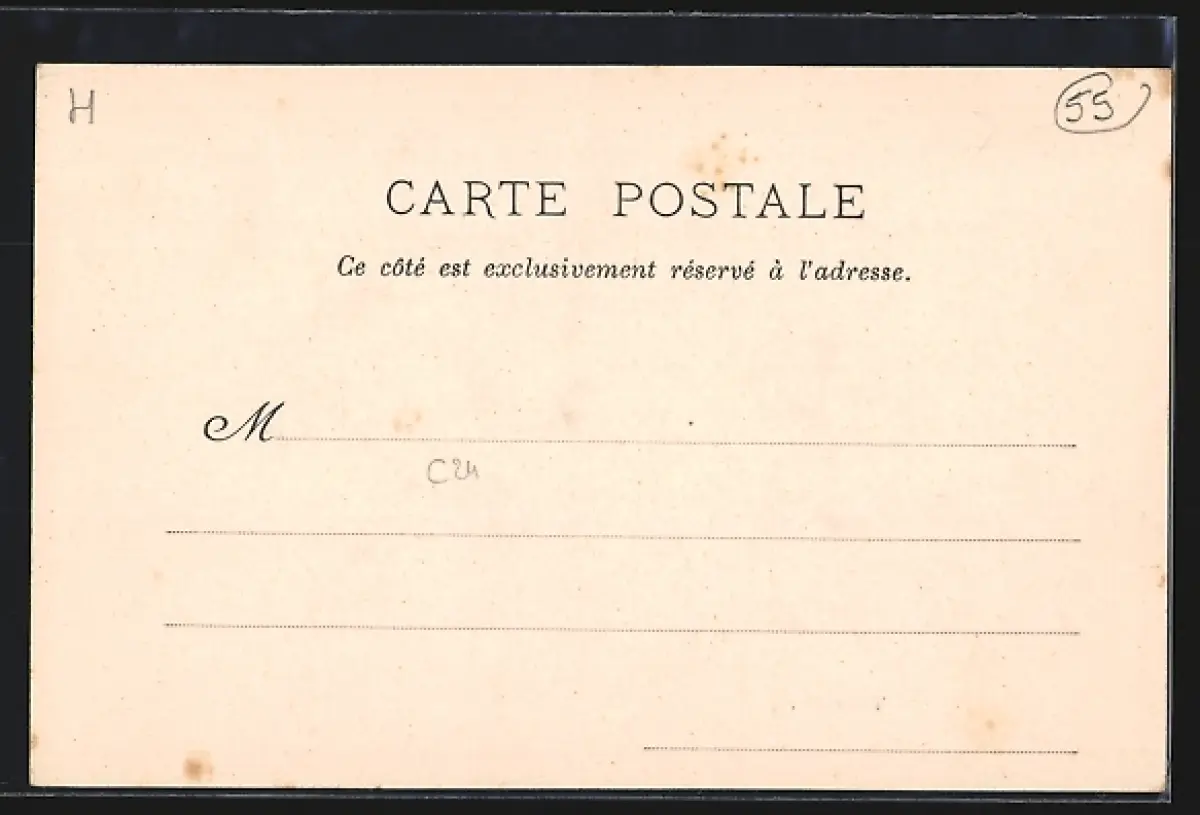 H
55
CARTE POSTALE
Ce côté est exclusivement réservé à l'adresse.
M
C24